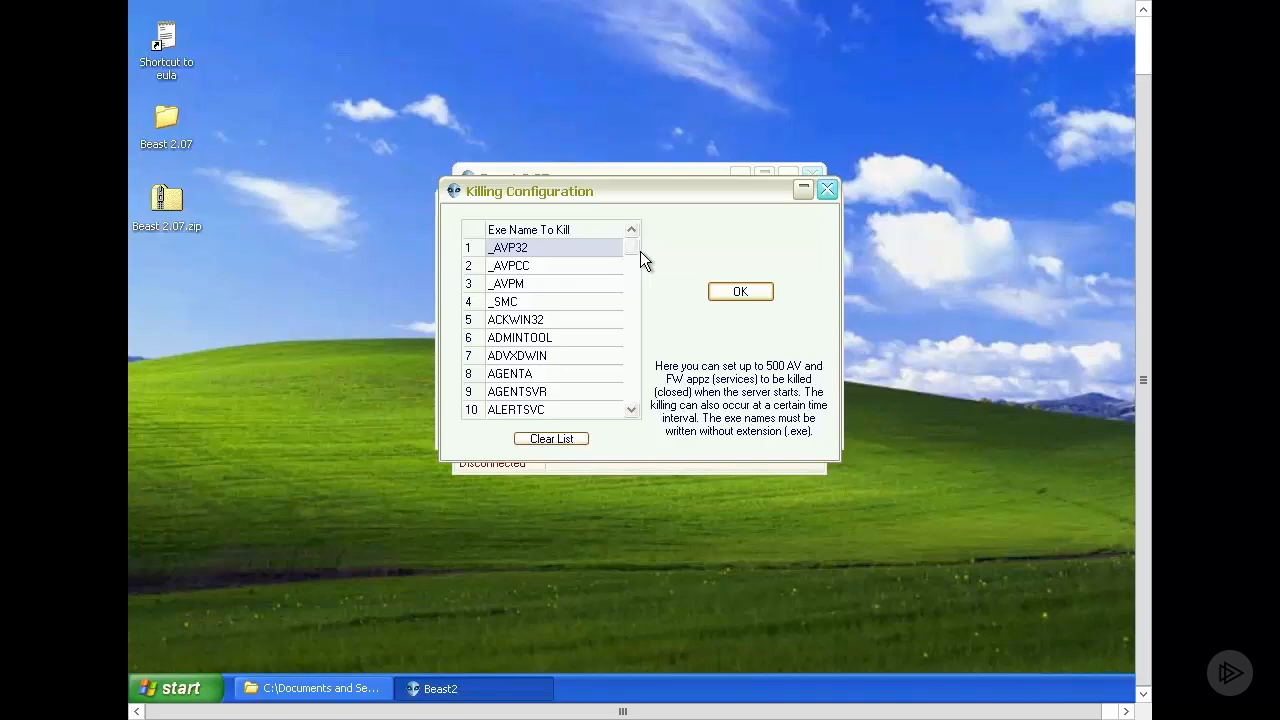 Shortcut to
eula
Beast 2.07
Beast 2.07.zip
Killing Configuration
Exe Name To Kill
1 _AVP32
2 _AVPCC
3 _AVPM
4 _SMC
5 ACKWIN32
6 ADMINTOOL
7 ADVXDWIN
8 AGENTA
9 AGENTSVR
10 ALERTSVC
Clear List
OK
Here you can set up to 500 AV and
FW appz (services) to be killed
(closed) when the server starts. The
killing can also occur at a certain time
interval. The exe names must be
written without extension (.exe).
Disconnected
start
C:\Documents and Se...
Beast2